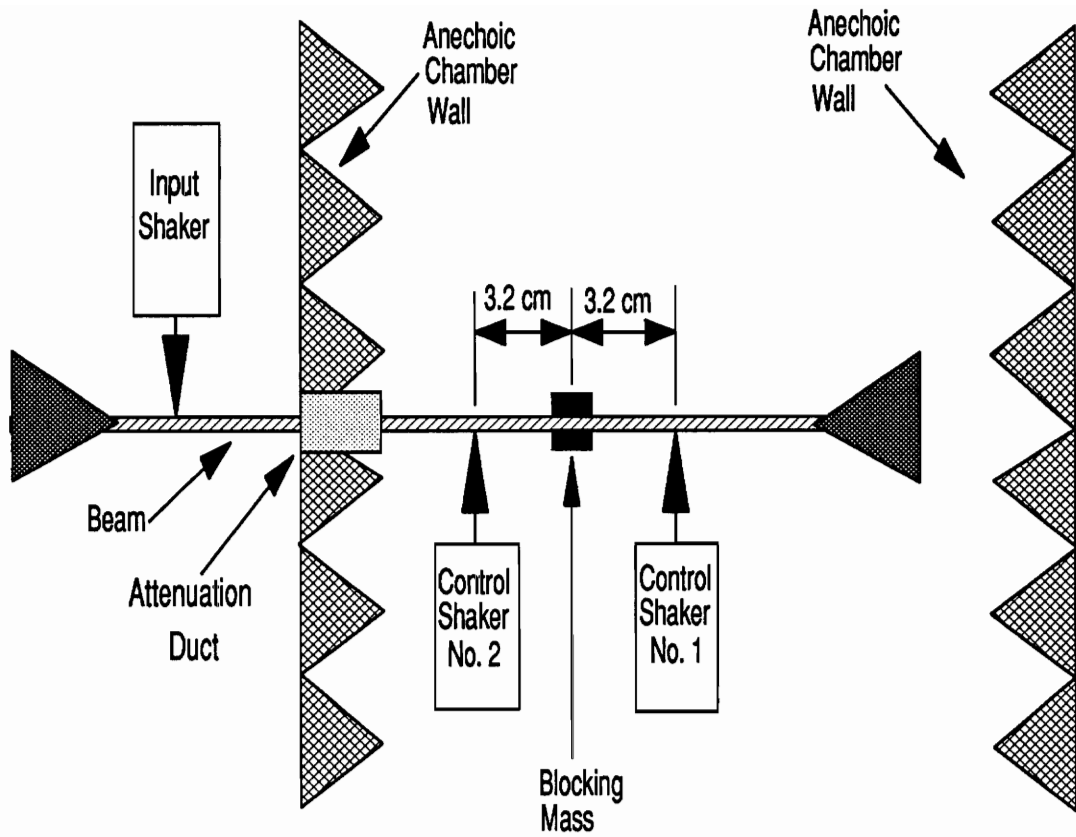 Anechoic
Chamber
Wall
Anechoic
Chamber
Wall
Input
Shaker
3.2 cm
3.2 cm
Beam
Attenuation
Duct
Control
Shaker
No. 2
Control
Shaker
No. 1
Blocking
Mass